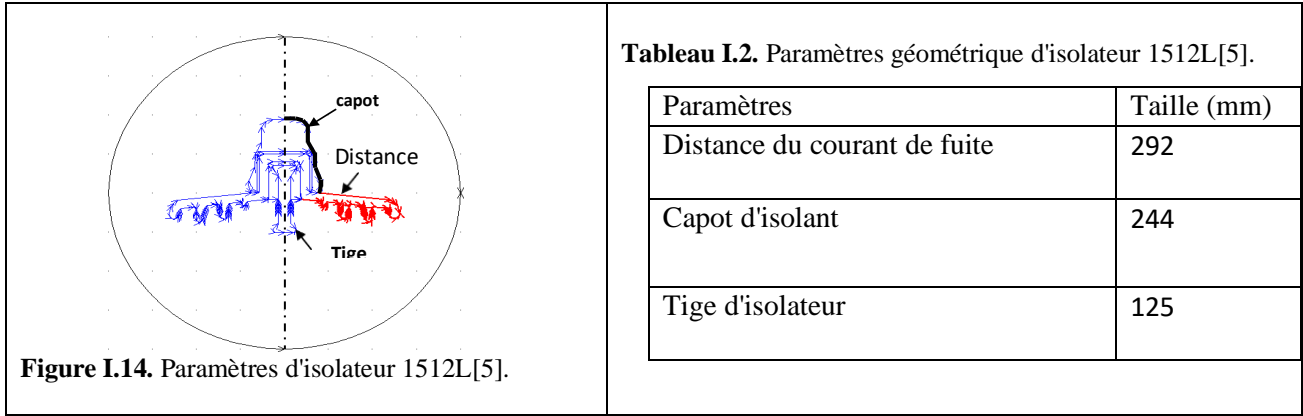 capot
Distance
Tige
Figure I.14. Paramètres d'isolateur 1512L[5].
Tableau I.2. Paramètres géométrique d'isolateur 1512L[5].
Paramètres Taille (mm)
Distance du courant de fuite 292
Capot d'isolant 244
Tige d'isolateur 125